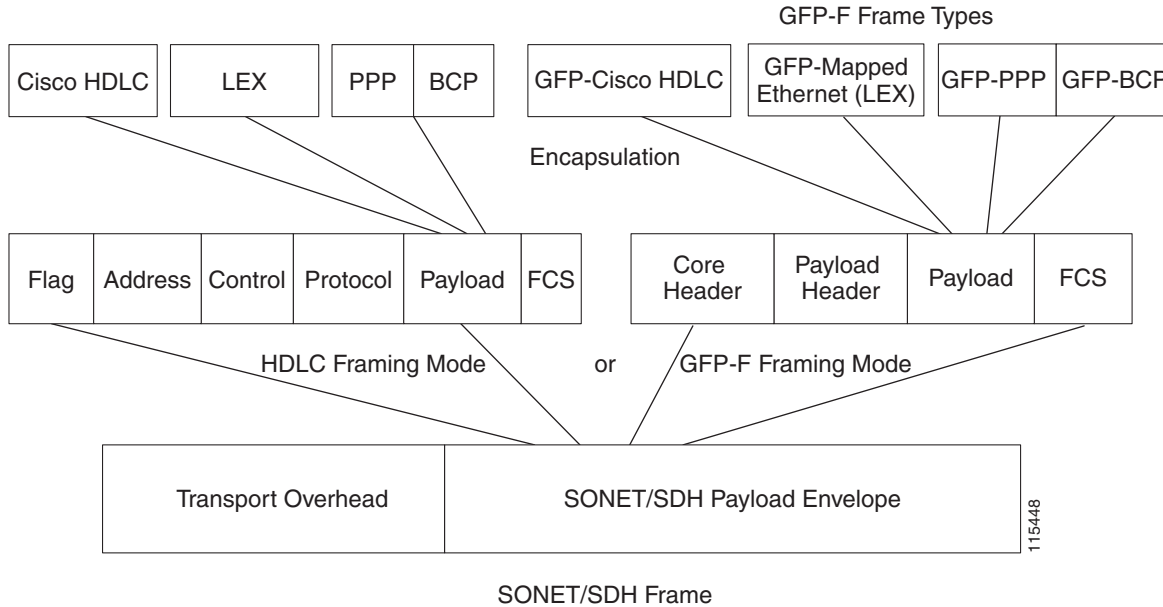 GFP-F Frame Types
Cisco HDLC
LEX
PPP
BCP
GFP-Cisco HDLC
GFP-Mapped
Ethernet (LEX)
GFP-PPP
GFP-BCP
Encapsulation
Flag
Address
Control
Protocol
Payload
FCS
Core
Header
Payload
Header
Payload
FCS
HDLC Framing Mode
or
GFP-F Framing Mode
Transport Overhead
SONET/SDH Payload Envelope
115448
SONET/SDH Frame